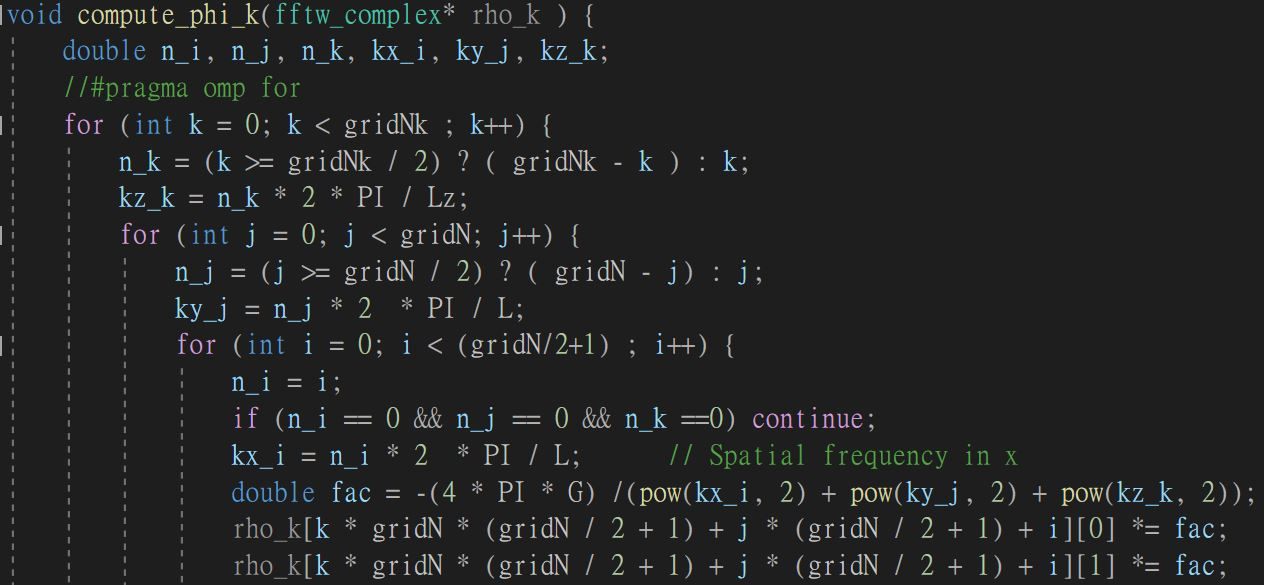 void compute_phi_k(fftw_complex* rho_k ) {
    double n_i, n_j, n_k, kx_i, ky_j, kz_k;
    //#pragma omp for
    for (int k = 0; k < gridNk ; k++) {
        n_k = (k >= gridNk / 2) ? ( gridNk - k ) : k;
        kz_k = n_k * 2 * PI / Lz;
        for (int j = 0; j < gridN; j++) {
            n_j = (j >= gridN / 2) ? ( gridN - j) : j;
            ky_j = n_j * 2  * PI / L;
            for (int i = 0; i < (gridN/2+1) ; i++) {
                n_i = i;
                if (n_i == 0 && n_j == 0 && n_k ==0) continue;
                kx_i = n_i * 2  * PI / L;      // Spatial frequency in x
                double fac = -(4 * PI * G) /(pow(kx_i, 2) + pow(ky_j, 2) + pow(kz_k, 2));
                rho_k[k * gridN * (gridN / 2 + 1) + j * (gridN / 2 + 1) + i][0] *= fac;
                rho_k[k * gridN * (gridN / 2 + 1) + j * (gridN / 2 + 1) + i][1] *= fac;